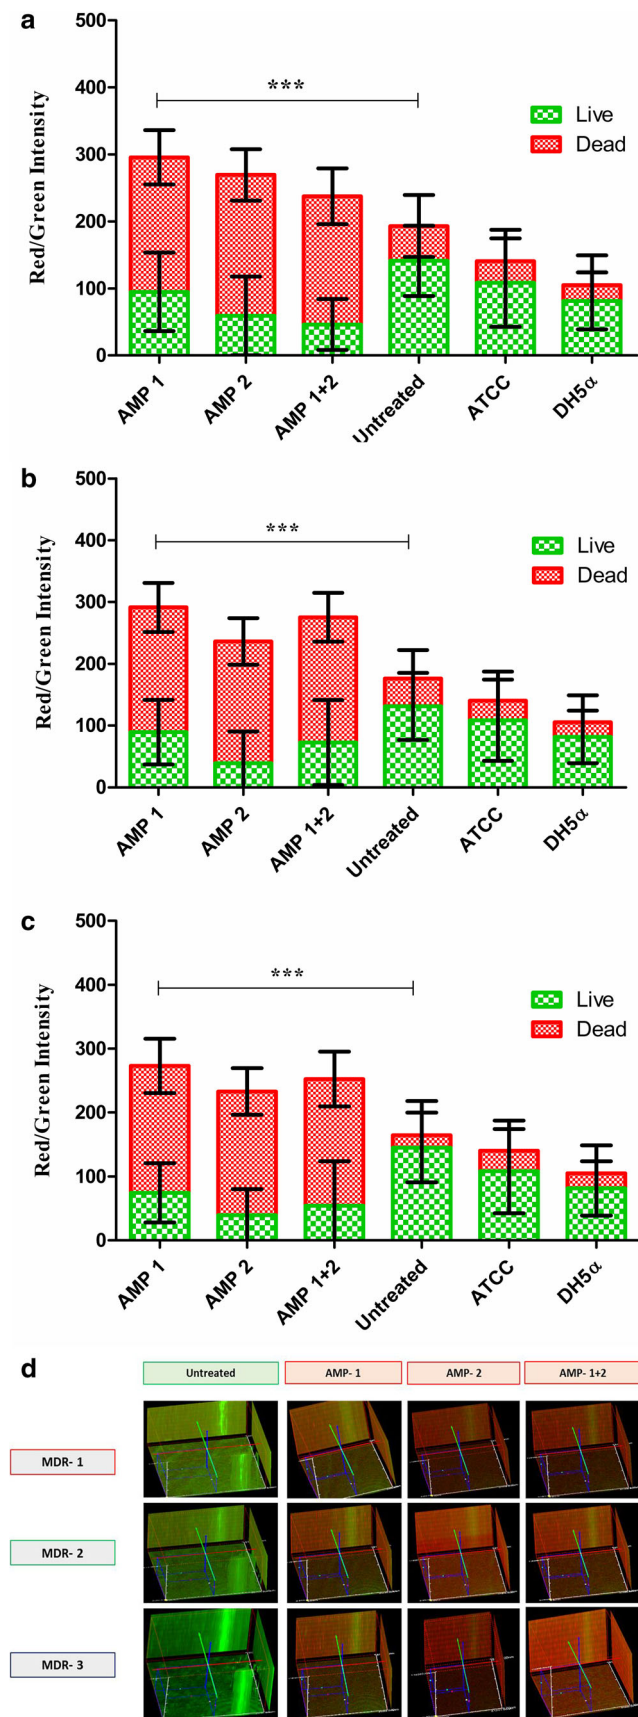 a
500
400
300
200
100
0
Red/Green Intensity
***
Live
Dead
AMP 1
AMP 2
AMP 1+2
Untreated
ATCC
DH5α
b
500
400
300
200
100
0
Red/Green Intensity
***
Live
Dead
AMP 1
AMP 2
AMP 1+2
Untreated
ATCC
DH5α
c
500
400
300
200
100
0
Red/Green Intensity
***
Live
Dead
AMP 1
AMP 2
AMP 1+2
Untreated
ATCC
DH5α
d
Untreated
AMP- 1
AMP- 2
AMP- 1+2
MDR- 1
MDR- 2
MDR- 3